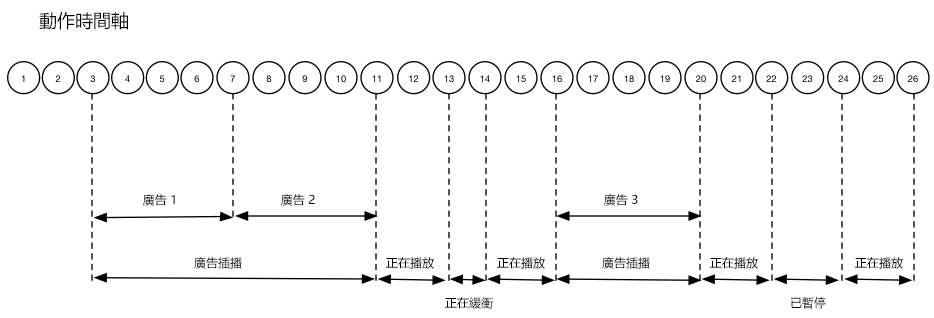 動作時間軸
1 2 3 4 5 6 7 8 9 10 11 12 13 14 15 16 17 18 19 20 21 22 23 24 25 26
廣告 1 廣告 2 廣告 3
廣告插播 正在播放 正在播放 廣告插播 正在播放 正在播放
正在緩衝 已暫停